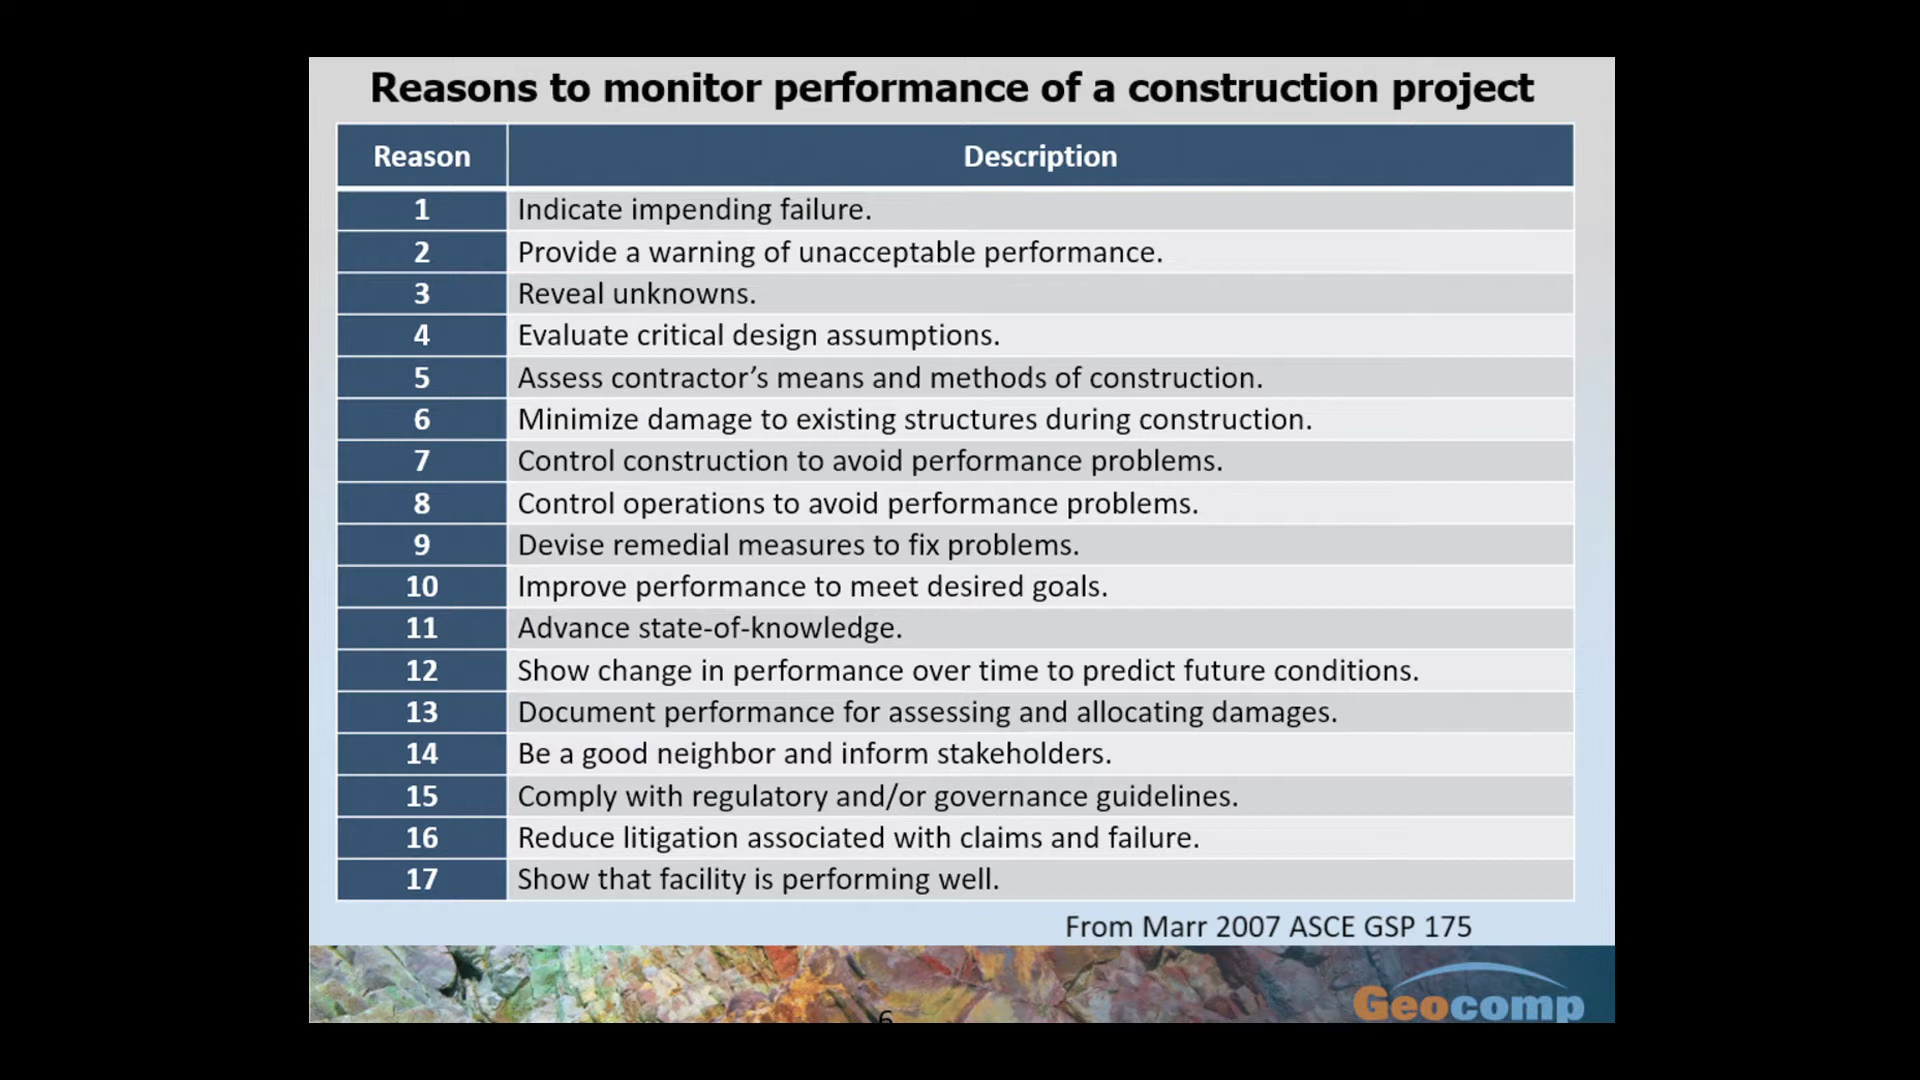 Reasons to monitor performance of a construction project
Reason Description
1 Indicate impending failure.
2 Provide a warning of unacceptable performance.
3 Reveal unknowns.
4 Evaluate critical design assumptions.
5 Assess contractor’s means and methods of construction.
6 Minimize damage to existing structures during construction.
7 Control construction to avoid performance problems.
8 Control operations to avoid performance problems.
9 Devise remedial measures to fix problems.
10 Improve performance to meet desired goals.
11 Advance state-of-knowledge.
12 Show change in performance over time to predict future conditions.
13 Document performance for assessing and allocating damages.
14 Be a good neighbor and inform stakeholders.
15 Comply with regulatory and/or governance guidelines.
16 Reduce litigation associated with claims and failure.
17 Show that facility is performing well.
From Marr 2007 ASCE GSP 175
Geocomp
6